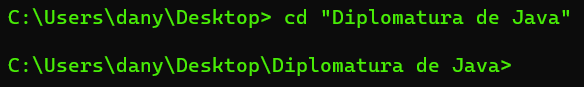 C:\Users\dany\Desktop> cd "Diplomatura de Java"
C:\Users\dany\Desktop\Diplomatura de Java>